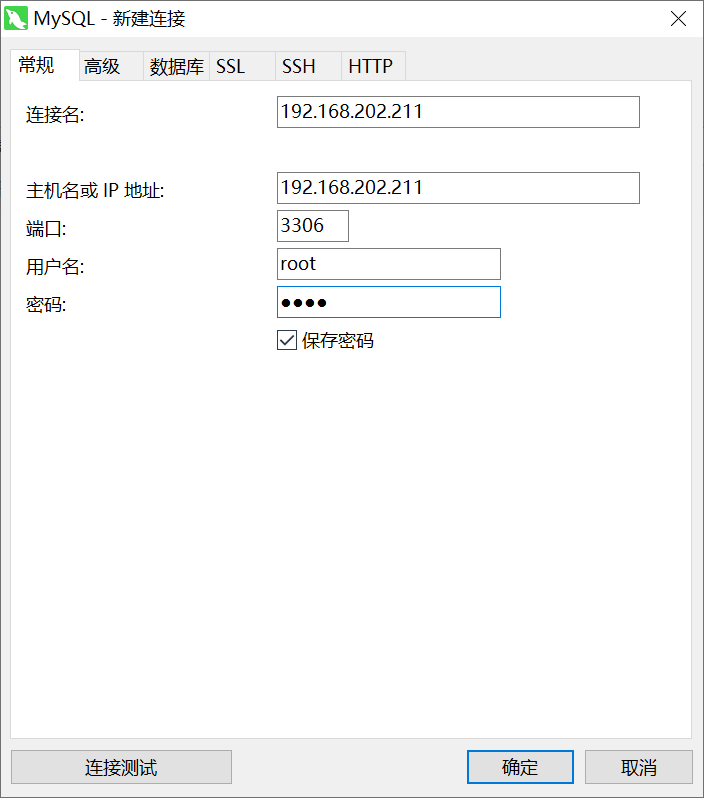 MySQL - 新建连接
常规 高级 数据库 SSL SSH HTTP
连接名: 192.168.202.211
主机名或 IP 地址: 192.168.202.211
端口: 3306
用户名: root
密码: ●●●●
保存密码
连接测试 确定 取消